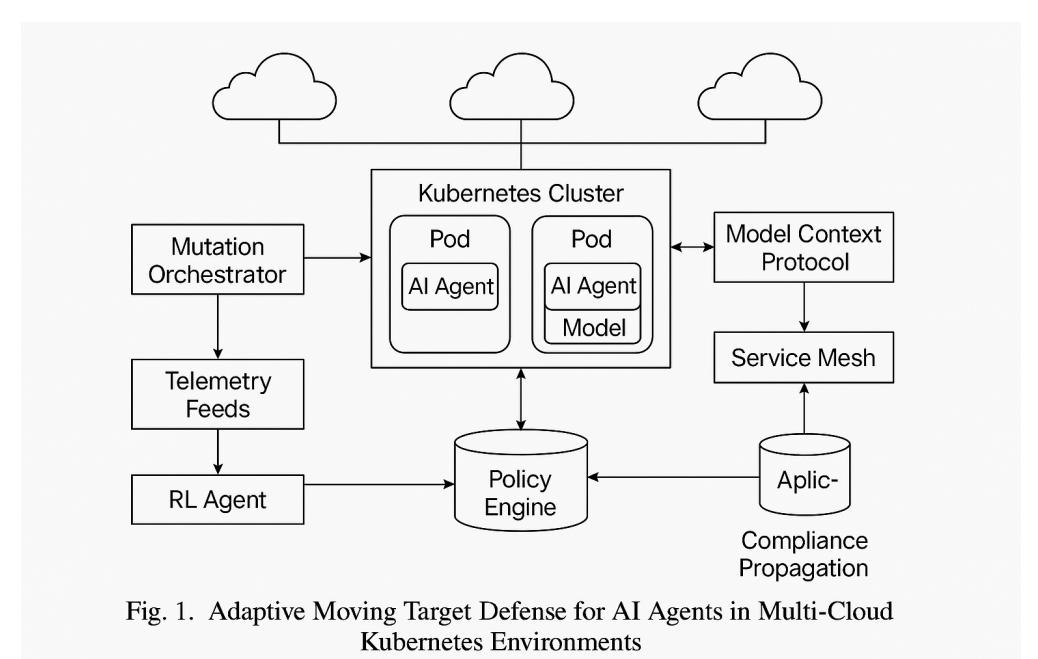 Kubernetes Cluster
Pod
AI Agent
Pod
AI Agent
Model
Mutation
Orchestrator
Telemetry
Feeds
RL Agent
Policy
Engine
Model Context
Protocol
Service Mesh
Aplic-
Compliance
Propagation
Fig. 1. Adaptive Moving Target Defense for AI Agents in Multi-Cloud
Kubernetes Environments